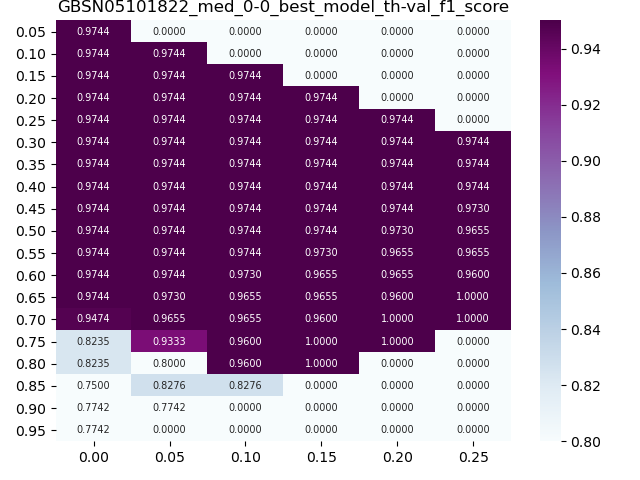 GBSN05101822_med_0-0_best_model_th-val_f1_score
0.05 0.9744 0.0000 0.0000 0.0000 0.0000 0.0000
0.10 0.9744 0.9744 0.0000 0.0000 0.0000 0.0000
0.15 0.9744 0.9744 0.9744 0.0000 0.0000 0.0000
0.20 0.9744 0.9744 0.9744 0.9744 0.0000 0.0000
0.25 0.9744 0.9744 0.9744 0.9744 0.9744 0.0000
0.30 0.9744 0.9744 0.9744 0.9744 0.9744 0.9744
0.35 0.9744 0.9744 0.9744 0.9744 0.9744 0.9744
0.40 0.9744 0.9744 0.9744 0.9744 0.9744 0.9744
0.45 0.9744 0.9744 0.9744 0.9744 0.9744 0.9730
0.50 0.9744 0.9744 0.9744 0.9744 0.9730 0.9655
0.55 0.9744 0.9744 0.9744 0.9730 0.9655 0.9655
0.60 0.9744 0.9744 0.9730 0.9655 0.9655 0.9600
0.65 0.9744 0.9730 0.9655 0.9655 0.9600 1.0000
0.70 0.9474 0.9655 0.9655 0.9600 1.0000 1.0000
0.75 0.8235 0.9333 0.9600 1.0000 1.0000 0.0000
0.80 0.8235 0.8000 0.9600 1.0000 0.0000 0.0000
0.85 0.7500 0.8276 0.8276 0.0000 0.0000 0.0000
0.90 0.7742 0.7742 0.0000 0.0000 0.0000 0.0000
0.95 0.7742 0.0000 0.0000 0.0000 0.0000 0.0000
0.00 0.05 0.10 0.15 0.20 0.25
0.94
0.92
0.90
0.88
0.86
0.84
0.82
0.80